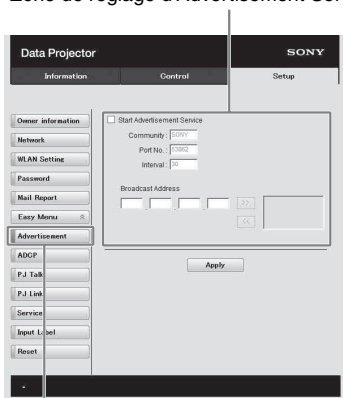 Zone de réglage d'Advertisement Ser
Data Projector SONY
Information Control Setup
Owner information
Network
WLAN Setting
Password
Mail Report
Easy Menu
Advertisement
ADCP
PJ Talk
PJ Link
Service
Input Label
Reset
Start Advertisement Service
Community : SONY
Port No. : 53862
Interval : 30
Broadcast Address
>>
<<
Apply